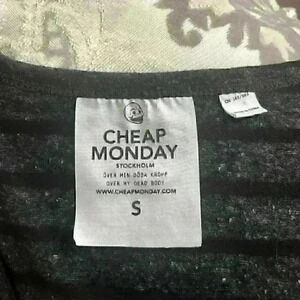 CHEAP
MONDAY
STOCKHOLM
ÖVER MIN DÖDA KROPP
OVER MY DEAD BODY
WWW.CHEAPMONDAY.COM
S